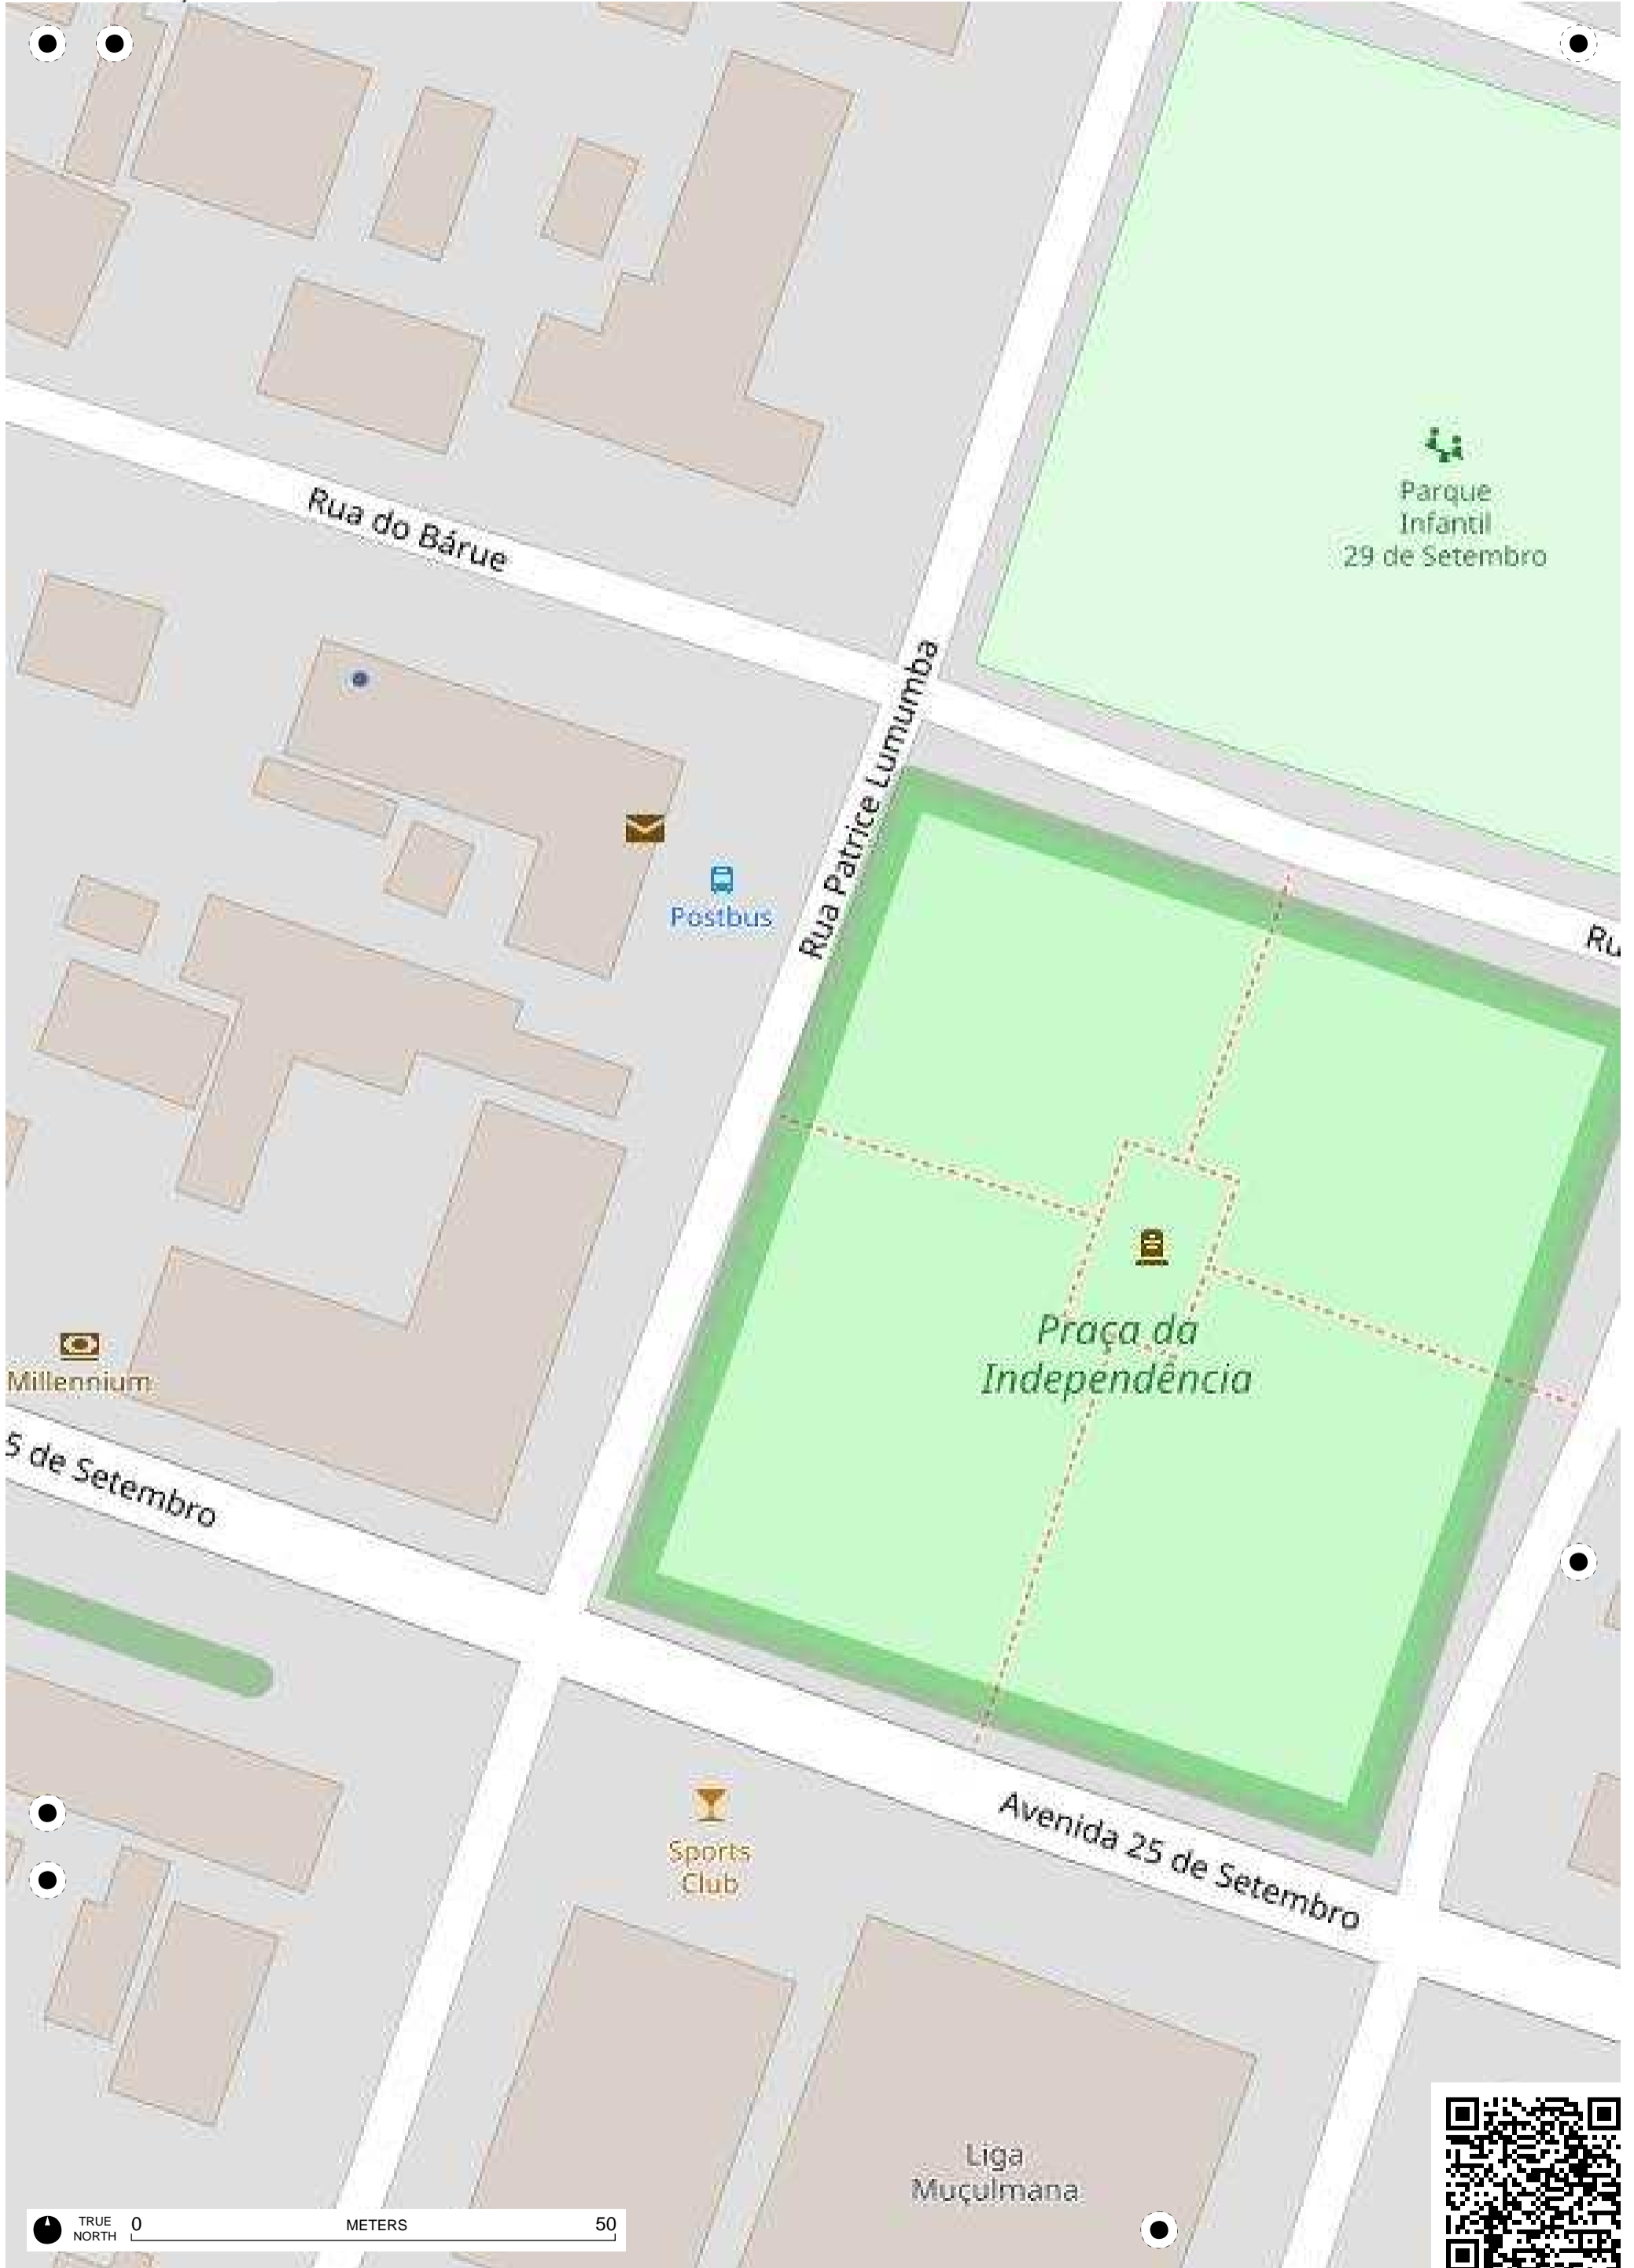 Parque
Infantil
29 de Setembro
Rua do Bárue
Rua Patrice Lumumba
Postbus
Ru
Praça da
Independência
Millennium
5 de Setembro
Avenida 25 de Setembro
Sports
Club
Liga
Muçulmana
TRUE
NORTH
0 METERS 50